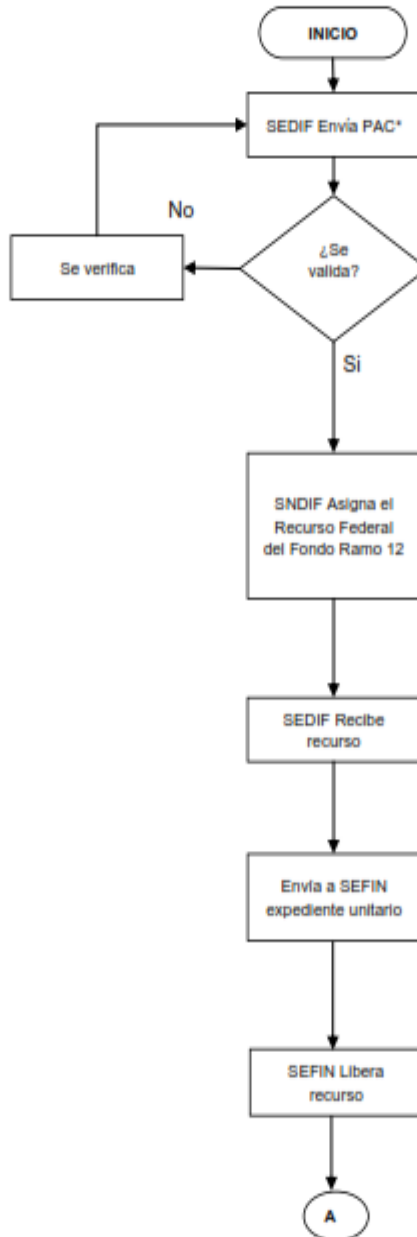 INICIO
SEDIF Envía PAC*
No
¿Se
valida?
Se verifica
Si
SNDIF Asigna el
Recurso Federal
del Fondo Ramo 12
SEDIF Recibe
recurso
Envía a SEFIN
expediente unitario
SEFIN Libera
recurso
A